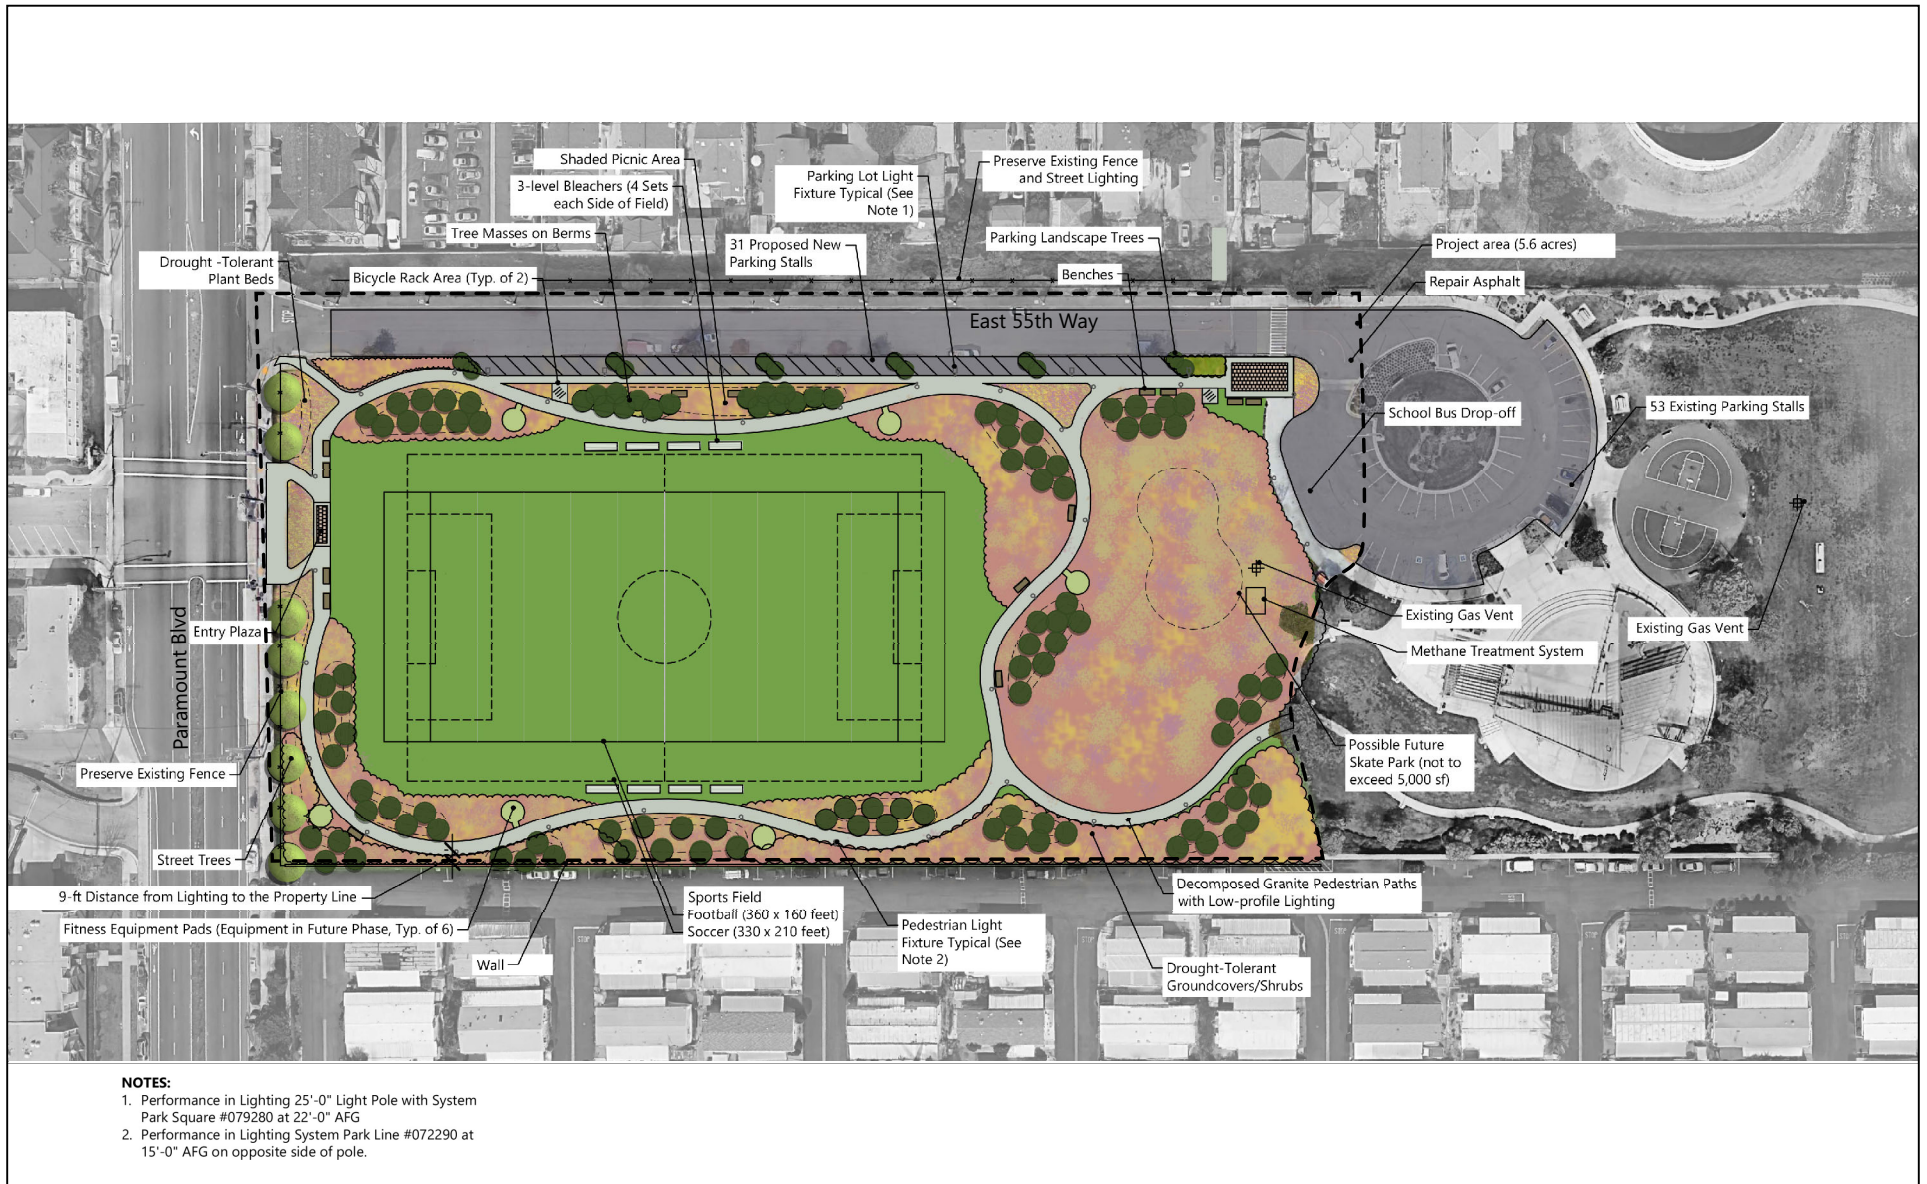 Shaded Picnic Area
3-level Bleachers (4 Sets
each Side of Field)
Tree Masses on Berms
Parking Lot Light
Fixture Typical (See
Note 1)
Preserve Existing Fence
and Street Lighting
31 Proposed New
Parking Stalls
Parking Landscape Trees
Benches
Project area (5.6 acres)
Repair Asphalt
Drought -Tolerant
Plant Beds
Bicycle Rack Area (Typ. of 2)
STOP
East 55th Way
School Bus Drop-off
53 Existing Parking Stalls
Paramount Blvd
Entry Plaza
Existing Gas Vent
Existing Gas Vent
Methane Treatment System
Possible Future
Skate Park (not to
exceed 5,000 sf)
Preserve Existing Fence
Street Trees
9-ft Distance from Lighting to the Property Line
Fitness Equipment Pads (Equipment in Future Phase, Typ. of 6)
Wall
Sports Field
Football (360 x 160 feet)
Soccer (330 x 210 feet)
Pedestrian Light
Fixture Typical (See
Note 2)
Decomposed Granite Pedestrian Paths
with Low-profile Lighting
Drought-Tolerant
Groundcovers/Shrubs
NOTES:
1. Performance in Lighting 25'-0" Light Pole with System
Park Square #079280 at 22'-0" AFG
2. Performance in Lighting System Park Line #072290 at
15'-0" AFG on opposite side of pole.